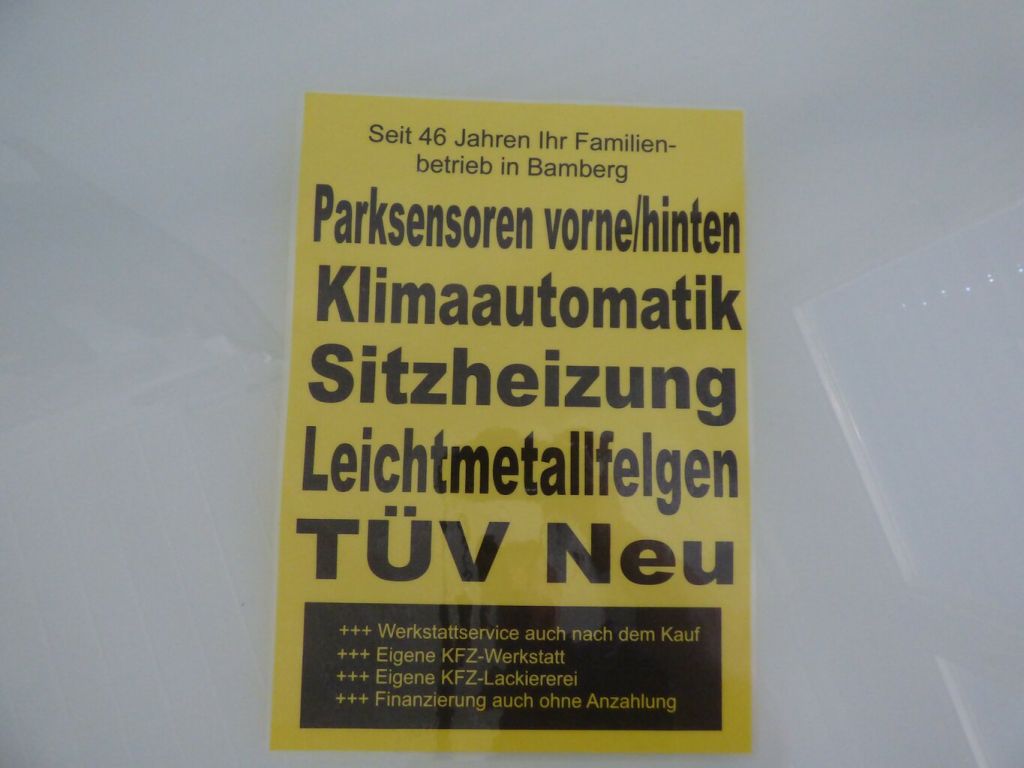 Seit 46 Jahren Ihr Familien-
betrieb in Bamberg
Parksensoren vorne/hinten
Klimaautomatik
Sitzheizung
Leichtmetallfelgen
TÜV Neu
+++ Werkstattservice auch nach dem Kauf
+++ Eigene KFZ-Werkstatt
+++ Eigene KFZ-Lackiererei
+++ Finanzierung auch ohne Anzahlung